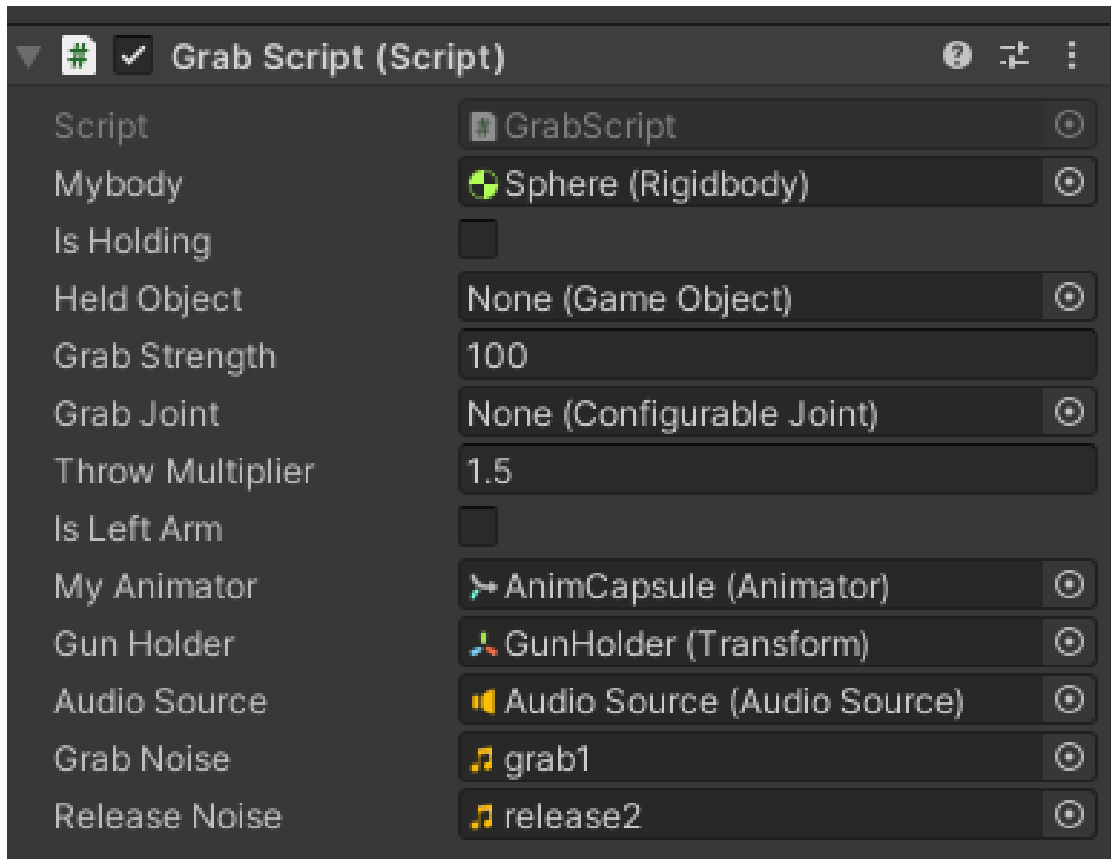 Grab Script (Script)
Script GrabScript
Mybody Sphere (Rigidbody)
Is Holding
Held Object None (Game Object)
Grab Strength 100
Grab Joint None (Configurable Joint)
Throw Multiplier 1.5
Is Left Arm
My Animator AnimCapsule (Animator)
Gun Holder GunHolder (Transform)
Audio Source Audio Source (Audio Source)
Grab Noise grab1
Release Noise release2